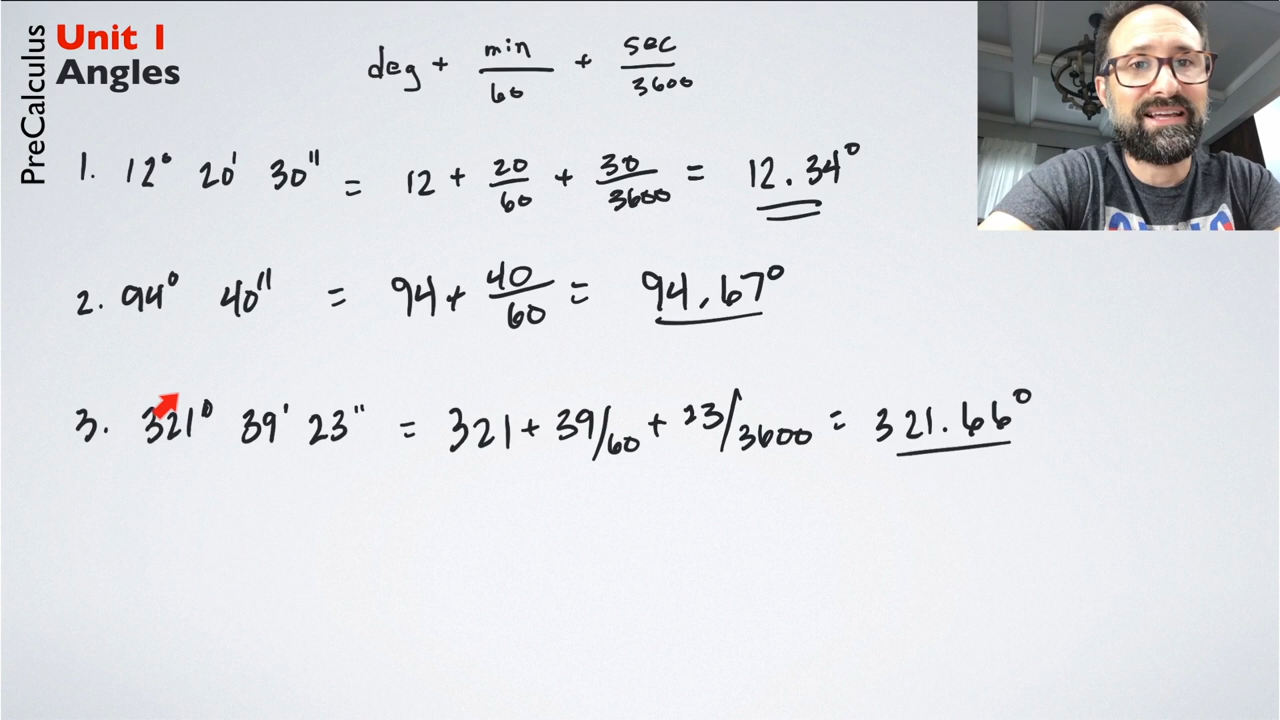 PreCalculus
Unit 1
Angles
deg + min/60 + sec/3600
1. 12° 20' 30" = 12 + 20/60 + 30/3600 = 12.34°
2. 94° 40" = 94 + 40/60 = 94.67°
3. 321° 39' 23" = 321 + 39/60 + 23/3600 = 321.66°